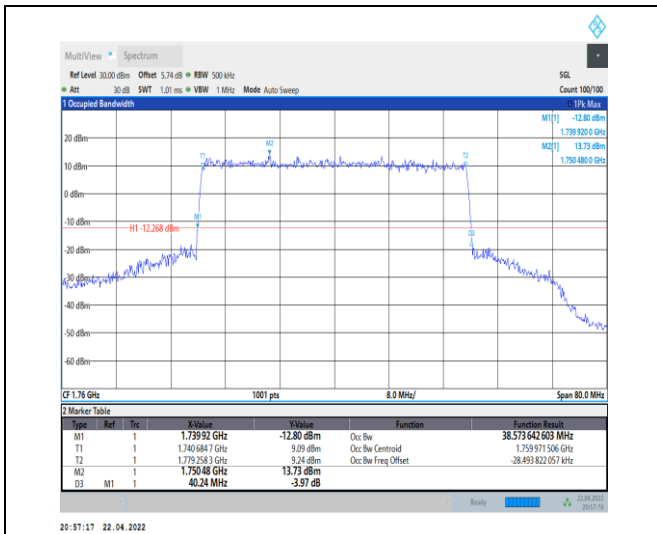 MultiView Spectrum
Ref Level 30.00 dBm Offset 5.74 dB RBW 500 kHz SGL
Att 30 dB SWT 1.01 ms VBW 1 MHz Mode Auto Sweep Count 100/100
1 Occupied Bandwidth 1Pk Max
M1[1] -12.80 dBm
1.739 920 0 GHz
M2[1] 13.73 dBm
1.750 480 0 GHz
20 dBm
M2
T1
T2
10 dBm
0 dBm
-10 dBm
M1
H1 -12.268 dBm
D3
-20 dBm
-30 dBm
-40 dBm
-50 dBm
-60 dBm
CF 1.76 GHz 1001 pts 8.0 MHz/ Span 80.0 MHz
2 Marker Table
Type Ref Trc X-Value Y-Value Function Function Result
M1 1 1.739 92 GHz -12.80 dBm Occ Bw 38.573 642 603 MHz
T1 1 1.740 684 7 GHz 9.09 dBm Occ Bw Centroid 1.759 971 506 GHz
T2 1 1.779 258 3 GHz 9.24 dBm Occ Bw Freq Offset -28.493 822 057 kHz
M2 1 1.750 48 GHz 13.73 dBm
D3 M1 1 40.24 MHz -3.97 dB
Ready 22.04.2022
20:57:18
20:57:17 22.04.2022